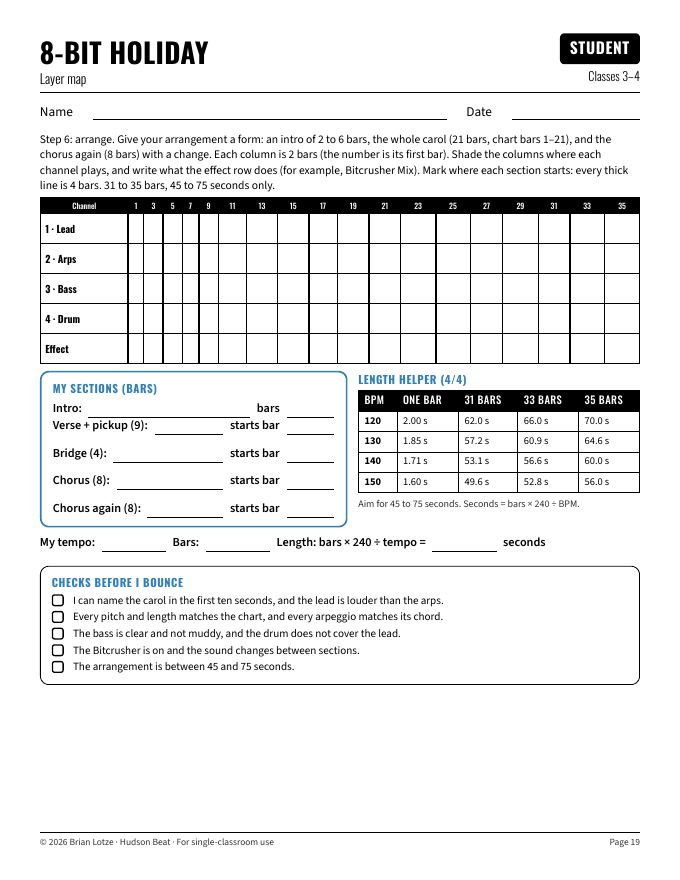 8-BIT HOLIDAY
STUDENT
Layer map
Classes 3–4
Name
Date
Step 6: arrange. Give your arrangement a form: an intro of 2 to 6 bars, the whole carol (21 bars, chart bars 1–21), and the
chorus again (8 bars) with a change. Each column is 2 bars (the number is its first bar). Shade the columns where each
channel plays, and write what the effect row does (for example, Bitcrusher Mix). Mark where each section starts: every thick
line is 4 bars. 31 to 35 bars, 45 to 75 seconds only.
Channel 1 3 5 7 9 11 13 15 17 19 21 23 25 27 29 31 33 35
1 · Lead
2 · Arps
3 · Bass
4 · Drum
Effect
MY SECTIONS (BARS)
Intro: bars
Verse + pickup (9): starts bar
Bridge (4): starts bar
Chorus (8): starts bar
Chorus again (8): starts bar
LENGTH HELPER (4/4)
BPM ONE BAR 31 BARS 33 BARS 35 BARS
120 2.00 s 62.0 s 66.0 s 70.0 s
130 1.85 s 57.2 s 60.9 s 64.6 s
140 1.71 s 53.1 s 56.6 s 60.0 s
150 1.60 s 49.6 s 52.8 s 56.0 s
Aim for 45 to 75 seconds. Seconds = bars × 240 ÷ BPM.
My tempo: Bars: Length: bars × 240 ÷ tempo = seconds
CHECKS BEFORE I BOUNCE
I can name the carol in the first ten seconds, and the lead is louder than the arps.
Every pitch and length matches the chart, and every arpeggio matches its chord.
The bass is clear and not muddy, and the drum does not cover the lead.
The Bitcrusher is on and the sound changes between sections.
The arrangement is between 45 and 75 seconds.
© 2026 Brian Lotze · Hudson Beat · For single-classroom use
Page 19